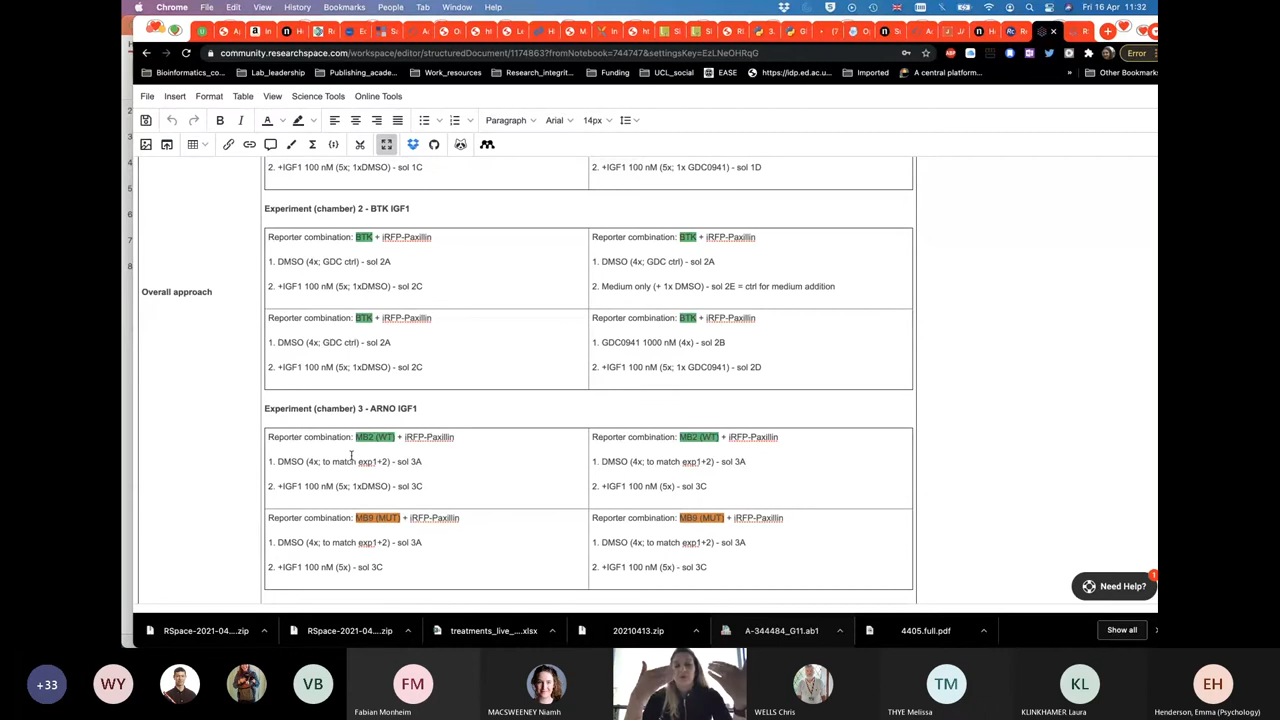 Chrome File Edit View History Bookmarks People Tab Window Help Fri 16 Apr 11:32
community.researchspace.com/workspace/editor/structuredDocument/1174863?fromNotebook=744747&settingsKey=EzLNeOHRqG
Error
Bioinformatics_co... Lab_leadership Publishing_acade... Work_resources Research_integrit... Funding UCL_social EASE https://idp.ed.ac.u... Imported A central platform... » Other Bookmarks
File Insert Format Table View Science Tools Online Tools
B I A Paragraph Arial 14px
2. +IGF1 100 nM (5x; 1xDMSO) - sol 1C
2. +IGF1 100 nM (5x; 1x GDC0941) - sol 1D
Experiment (chamber) 2 - BTK IGF1
Reporter combination: BTK + iRFP-Paxillin
1. DMSO (4x; GDC ctrl) - sol 2A
2. +IGF1 100 nM (5x; 1xDMSO) - sol 2C
Reporter combination: BTK + iRFP-Paxillin
1. DMSO (4x; GDC ctrl) - sol 2A
2. Medium only (+ 1x DMSO) - sol 2E = ctrl for medium addition
Overall approach
Reporter combination: BTK + iRFP-Paxillin
1. DMSO (4x; GDC ctrl) - sol 2A
2. +IGF1 100 nM (5x; 1xDMSO) - sol 2C
Reporter combination: BTK + iRFP-Paxillin
1. GDC0941 1000 nM (4x) - sol 2B
2. +IGF1 100 nM (5x; 1x GDC0941) - sol 2D
Experiment (chamber) 3 - ARNO IGF1
Reporter combination: MB2 (WT) + iRFP-Paxillin
1. DMSO (4x; to match exp1+2) - sol 3A
2. +IGF1 100 nM (5x; 1xDMSO) - sol 3C
Reporter combination: MB2 (WT) + iRFP-Paxillin
1. DMSO (4x; to match exp1+2) - sol 3A
2. +IGF1 100 nM (5x) - sol 3C
Reporter combination: MB9 (MUT) + iRFP-Paxillin
1. DMSO (4x; to match exp1+2) - sol 3A
2. +IGF1 100 nM (5x) - sol 3C
Reporter combination: MB9 (MUT) + iRFP-Paxillin
1. DMSO (4x; to match exp1+2) - sol 3A
2. +IGF1 100 nM (5x) - sol 3C
Need Help? 1
RSpace-2021-04....zip RSpace-2021-04....zip treatments_live_....xlsx 20210413.zip A-344484_G11.ab1 4405.full.pdf Show all
+33 WY VB FM TM KL EH
Fabian Monheim MACSWEENEY Niamh WELLS Chris THYE Melissa KLINKHAMER Laura Henderson, Emma (Psychology)